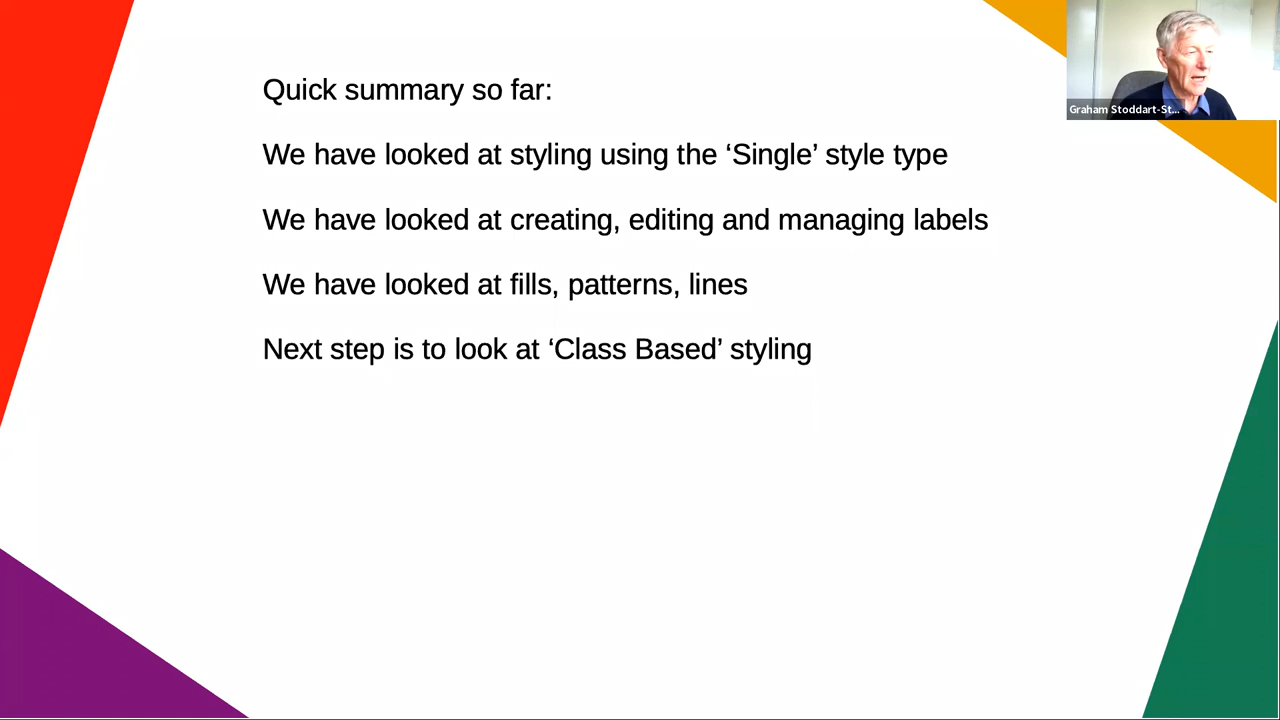 Quick summary so far:
We have looked at styling using the ‘Single’ style type
We have looked at creating, editing and managing labels
We have looked at fills, patterns, lines
Next step is to look at ‘Class Based’ styling
Graham Stoddart-St...